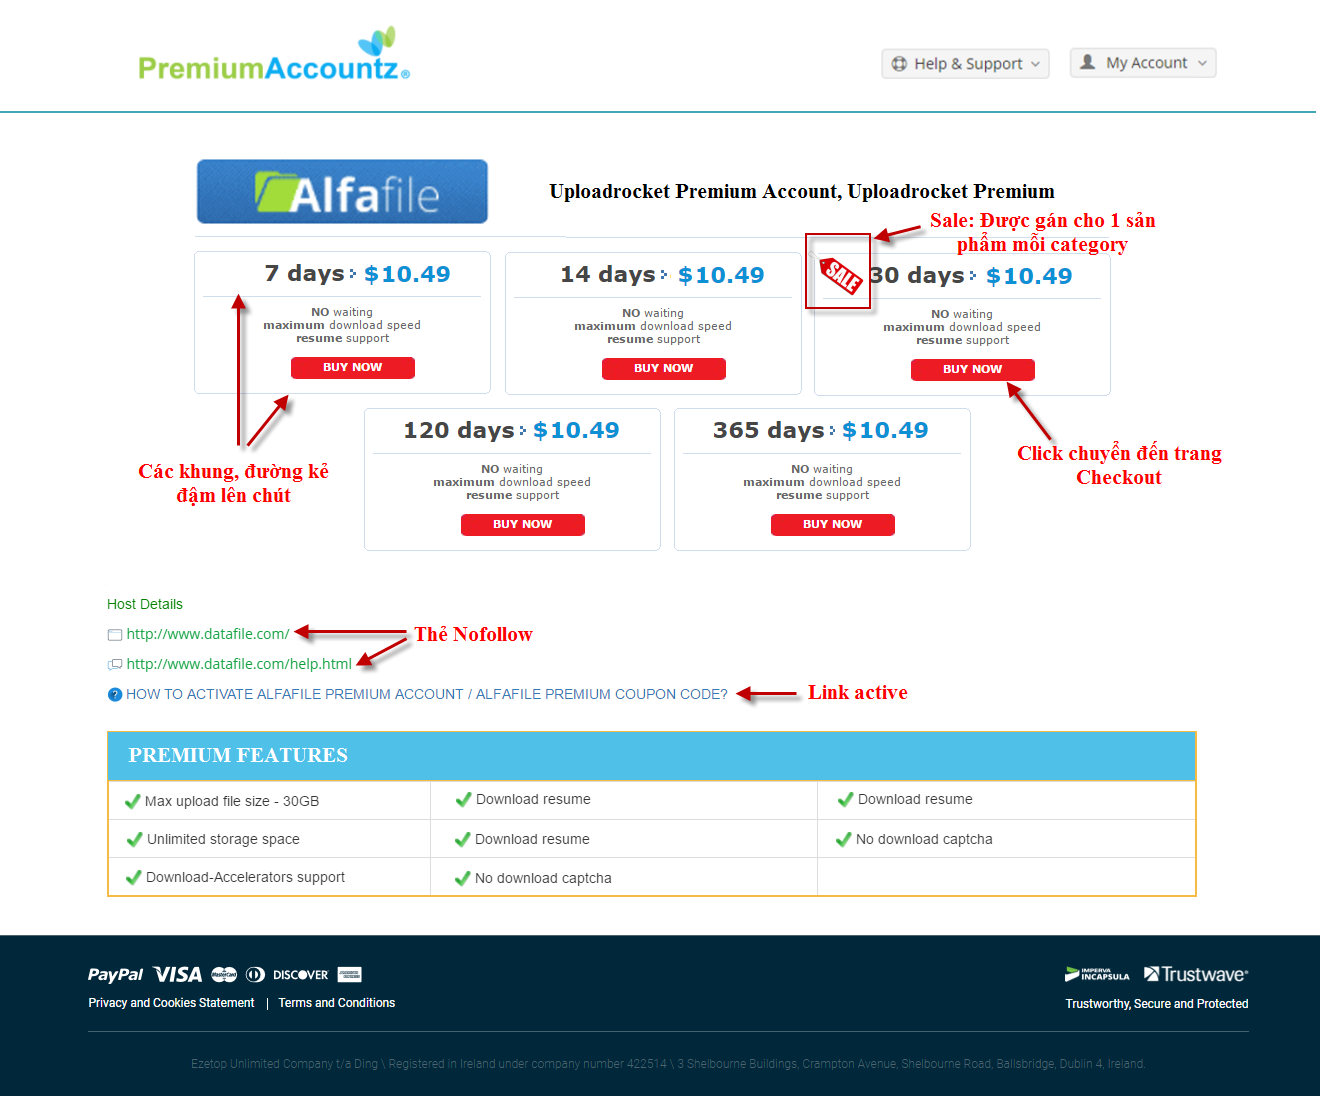 PremiumAccountz®
Help & Support
My Account
Alfafile
Uploadrocket Premium Account, Uploadrocket Premium
Sale: Được gán cho 1 sản
phẩm mỗi category
7 days $10.49
NO waiting
maximum download speed
resume support
BUY NOW
14 days $10.49
NO waiting
maximum download speed
resume support
BUY NOW
SALE
30 days $10.49
NO waiting
maximum download speed
resume support
BUY NOW
120 days $10.49
NO waiting
maximum download speed
resume support
BUY NOW
365 days $10.49
NO waiting
maximum download speed
resume support
BUY NOW
Các khung, đường kẻ
đậm lên chút
Click chuyển đến trang
Checkout
Host Details
http://www.datafile.com/
Thẻ Nofollow
http://www.datafile.com/help.html
HOW TO ACTIVATE ALFAFILE PREMIUM ACCOUNT / ALFAFILE PREMIUM COUPON CODE?
Link active
PREMIUM FEATURES
Max upload file size - 30GB
Download resume
Download resume
Unlimited storage space
Download resume
No download captcha
Download-Accelerators support
No download captcha
PayPal VISA MasterCard DISCOVER
IMPERVA INCAPSULA Trustwave®
Privacy and Cookies Statement | Terms and Conditions
Trustworthy, Secure and Protected
Ezetop Unlimited Company t/a Ding \ Registered in Ireland under company number 422514 \ 3 Shelbourne Buildings, Crampton Avenue, Shelbourne Road, Ballsbridge, Dublin 4, Ireland.